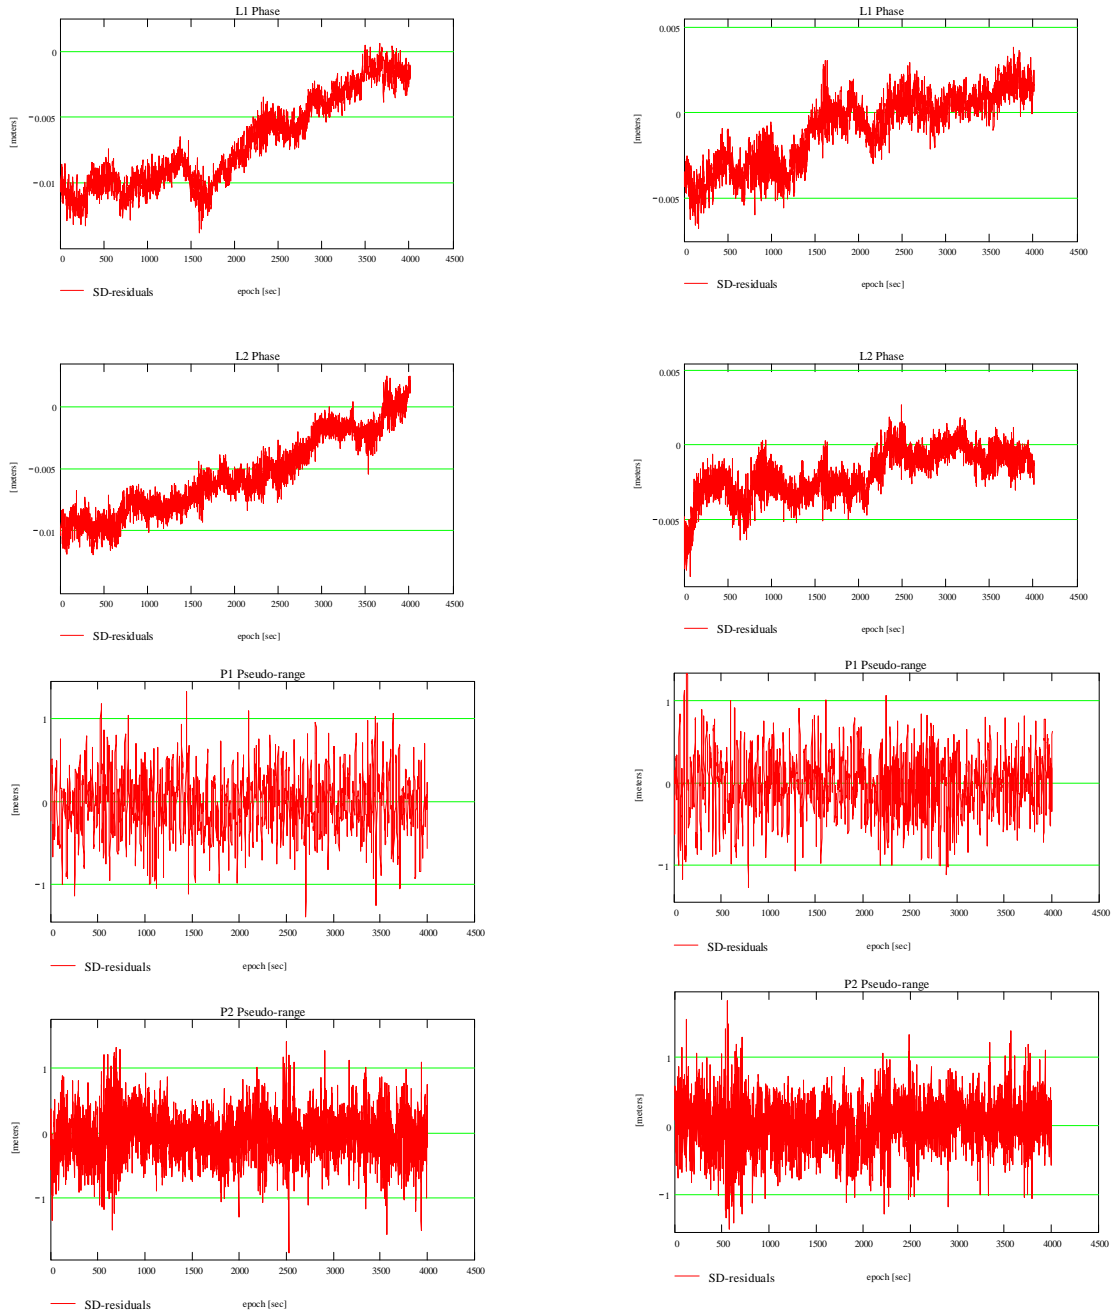 L1 Phase
0
−0.005
−0.01
[meters]
0 500 1000 1500 2000 2500 3000 3500 4000 4500
SD-residuals
epoch [sec]
L1 Phase
0.005
0
−0.005
[meters]
0 500 1000 1500 2000 2500 3000 3500 4000 4500
SD-residuals
epoch [sec]
L2 Phase
0
−0.005
−0.01
[meters]
0 500 1000 1500 2000 2500 3000 3500 4000 4500
SD-residuals
epoch [sec]
L2 Phase
0.005
0
−0.005
[meters]
0 500 1000 1500 2000 2500 3000 3500 4000 4500
SD-residuals
epoch [sec]
P1 Pseudo-range
1
0
−1
[meters]
0 500 1000 1500 2000 2500 3000 3500 4000 4500
SD-residuals
epoch [sec]
P1 Pseudo-range
1
0
−1
[meters]
0 500 1000 1500 2000 2500 3000 3500 4000 4500
SD-residuals
epoch [sec]
P2 Pseudo-range
1
0
−1
[meters]
0 500 1000 1500 2000 2500 3000 3500 4000 4500
SD-residuals
epoch [sec]
P2 Pseudo-range
1
0
−1
[meters]
0 500 1000 1500 2000 2500 3000 3500 4000 4500
SD-residuals
epoch [sec]